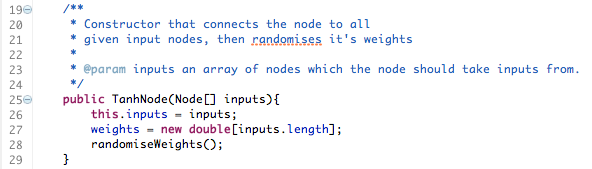 19 /**
20 * Constructor that connects the node to all
21 * given input nodes, then randomises it's weights
22 *
23 * @param inputs an array of nodes which the node should take inputs from.
24 */
25 public TanhNode(Node[] inputs){
26 this.inputs = inputs;
27 weights = new double[inputs.length];
28 randomiseWeights();
29 }